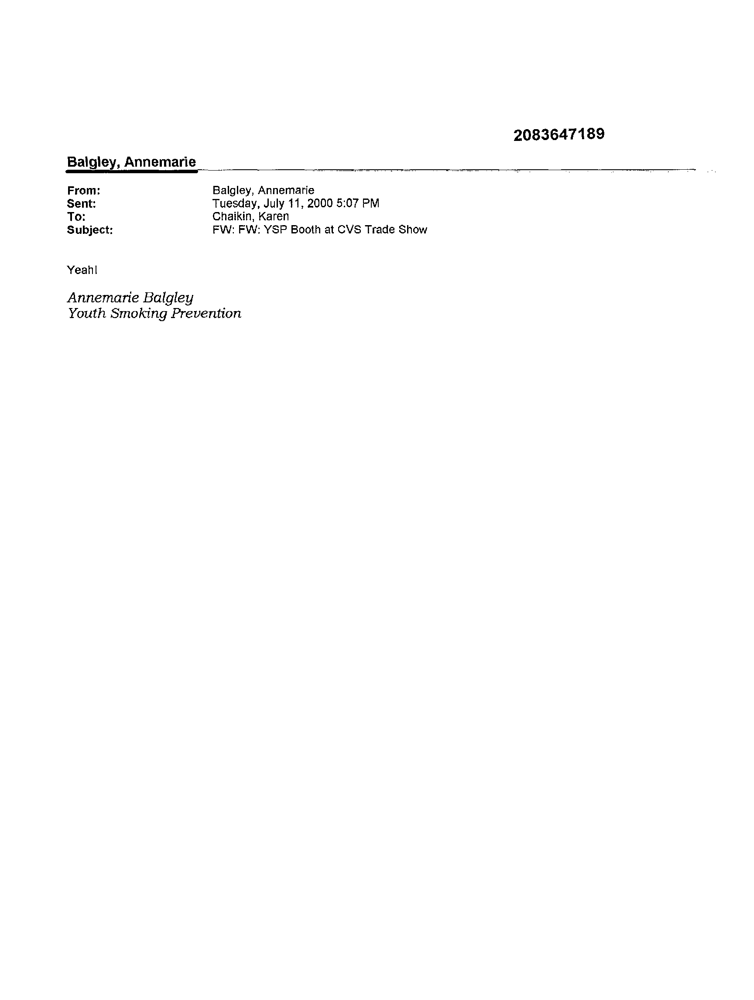 2083647189
Balgley, Annemarie
From: Balgley, Annemarie
Sent: Tuesday, July 11, 2000 5:07 PM
To: Chaikin, Karen
Subject: FW: FW: YSP Booth at CVS Trade Show
Yeah!
Annemarie Balgley
Youth Smoking Prevention